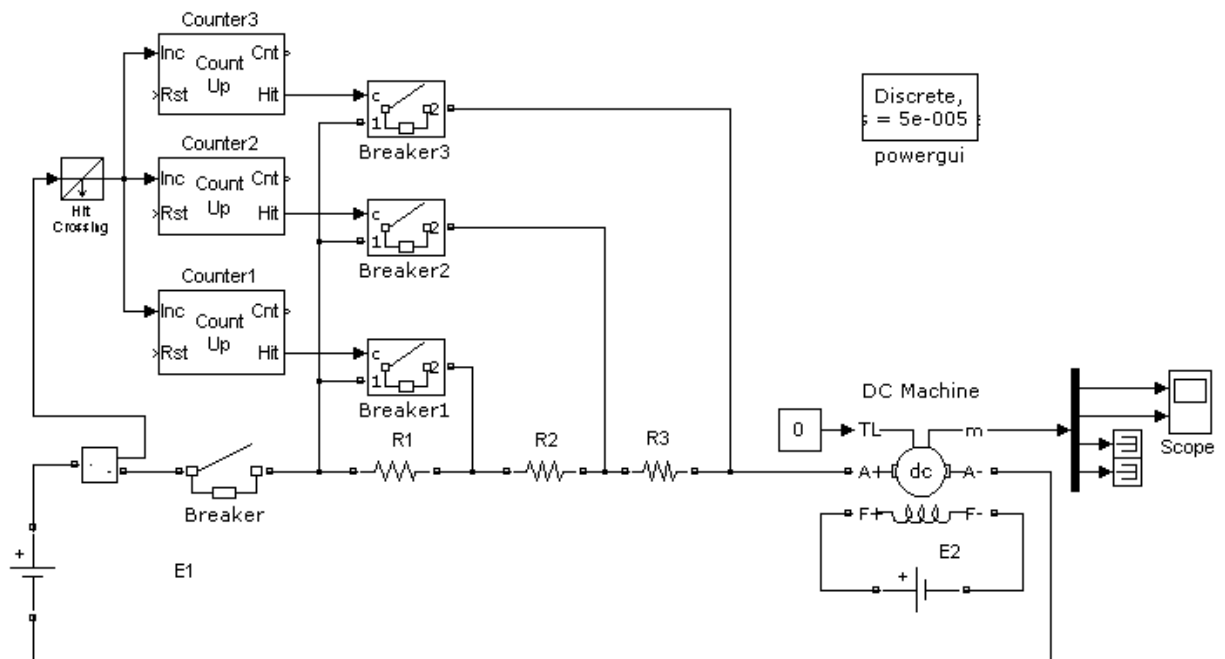 Counter3
Inc
Cnt
Count
Up
Rst
Hit
c
1
2
Breaker3
Discrete,
s = 5e-005
powergui
Counter2
Inc
Cnt
Count
Up
Rst
Hit
c
1
2
Breaker2
Hit
Crossing
Counter1
Inc
Cnt
Count
Up
Rst
Hit
c
1
2
Breaker1
DC Machine
0
TL
m
Scope
R1
R2
R3
A+
dc
A-
Breaker
F+
F-
E1
E2
+
+